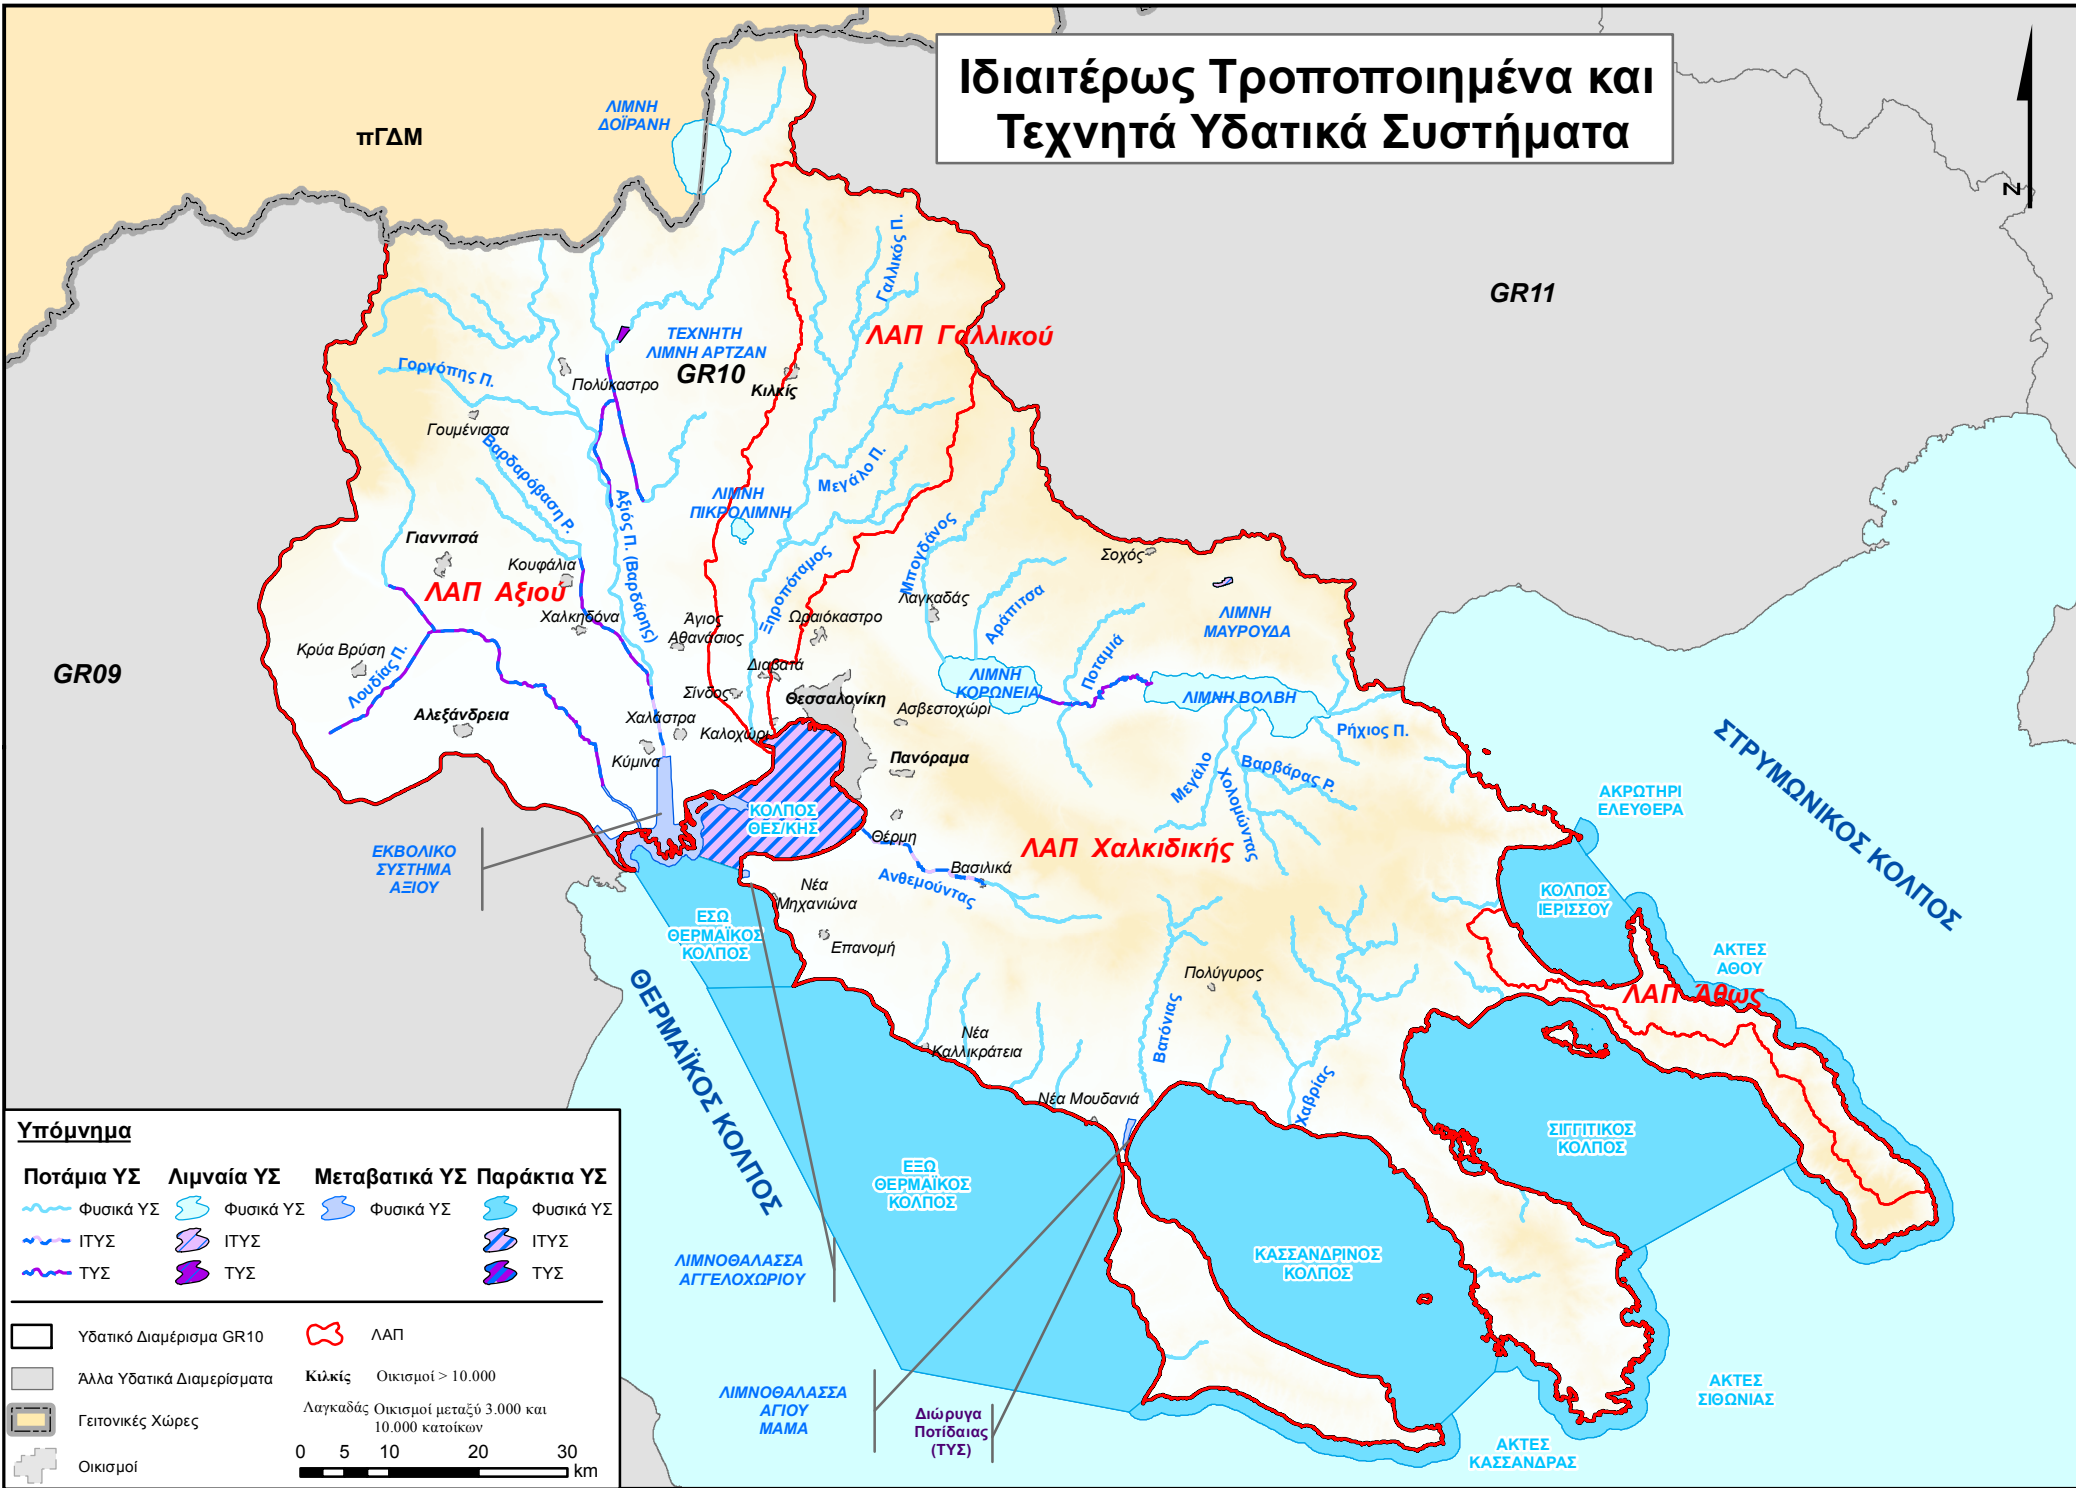 Ιδιαιτέρως Τροποποιημένα και
Τεχνητά Υδατικά Συστήματα
Z
πΓΔΜ
ΛΙΜΝΗ
ΔΟΪΡΑΝΗ
GR11
Γαλλικός Π.
ΛΑΠ Γαλλικού
ΤΕΧΝΗΤΗ
ΛΙΜΝΗ ΑΡΤΖΑΝ
GR10
Κιλκίς
Γοργόπης Π.
Πολύκαστρο
Γουμένισσα
Βαρδαρόβαση Ρ.
Αξιός Π. (Βαρδάρης)
ΛΙΜΝΗ
ΠΙΚΡΟΛΙΜΝΗ
Μεγάλο Π.
Γιαννιτσά
Κουφάλια
ΛΑΠ Αξιού
Χαλκηδόνα
Άγιος
Αθανάσιος
Ξηροπόταμος
Ωραιόκαστρο
Μπογδάνος
Λαγκαδάς
Αράπιτσα
Σοχός
ΛΙΜΝΗ
ΜΑΥΡΟΥΔΑ
Ποταμιά
Κρύα Βρύση
Λουδίας Π.
GR09
Αλεξάνδρεια
Διαβατά
Σίνδος
Θεσσαλονίκη
Χαλάστρα
Καλοχώρι
Κύμινα
Ασβεστοχώρι
Πανόραμα
ΛΙΜΝΗ
ΚΟΡΩΝΕΙΑ
ΛΙΜΝΗ ΒΟΛΒΗ
Ρήχιος Π.
Μεγάλο
Χολομώντας
Βαρβάρας Ρ.
ΣΤΡΥΜΩΝΙΚΟΣ ΚΟΛΠΟΣ
ΑΚΡΩΤΗΡΙ
ΕΛΕΥΘΕΡΑ
ΚΟΛΠΟΣ
ΘΕΣ/ΚΗΣ
Θέρμη
ΛΑΠ Χαλκιδικής
Βασιλικά
Ανθεμούντας
ΕΚΒΟΛΙΚΟ
ΣΥΣΤΗΜΑ
ΑΞΙΟΥ
Νέα
Μηχανιώνα
Επανομή
ΕΣΩ
ΘΕΡΜΑΪΚΟΣ
ΚΟΛΠΟΣ
ΚΟΛΠΟΣ
ΙΕΡΙΣΣΟΥ
ΑΚΤΕΣ
ΑΘΟΥ
ΛΑΠ Άθως
Πολύγυρος
Βατόνιας
Νέα
Καλλικράτεια
Νέα Μουδανιά
Χαβρίας
ΘΕΡΜΑΪΚΟΣ ΚΟΛΠΟΣ
ΕΞΩ
ΘΕΡΜΑΪΚΟΣ
ΚΟΛΠΟΣ
ΣΙΓΓΙΤΙΚΟΣ
ΚΟΛΠΟΣ
ΚΑΣΣΑΝΔΡΙΝΟΣ
ΚΟΛΠΟΣ
ΛΙΜΝΟΘΑΛΑΣΣΑ
ΑΓΓΕΛΟΧΩΡΙΟΥ
ΛΙΜΝΟΘΑΛΑΣΣΑ
ΑΓΙΟΥ
ΜΑΜΑ
Διώρυγα
Ποτίδαιας
(ΤΥΣ)
ΑΚΤΕΣ
ΣΙΘΩΝΙΑΣ
ΑΚΤΕΣ
ΚΑΣΣΑΝΔΡΑΣ
Υπόμνημα
Ποτάμια ΥΣ Λιμναία ΥΣ Μεταβατικά ΥΣ Παράκτια ΥΣ
Φυσικά ΥΣ Φυσικά ΥΣ Φυσικά ΥΣ Φυσικά ΥΣ
ΙΤΥΣ ΙΤΥΣ ΙΤΥΣ
ΤΥΣ ΤΥΣ ΤΥΣ
Υδατικό Διαμέρισμα GR10 ΛΑΠ
Άλλα Υδατικά Διαμερίσματα Κιλκίς Οικισμοί > 10.000
Γειτονικές Χώρες Λαγκαδάς Οικισμοί μεταξύ 3.000 και
10.000 κατοίκων
Οικισμοί
0 5 10 20 30
km